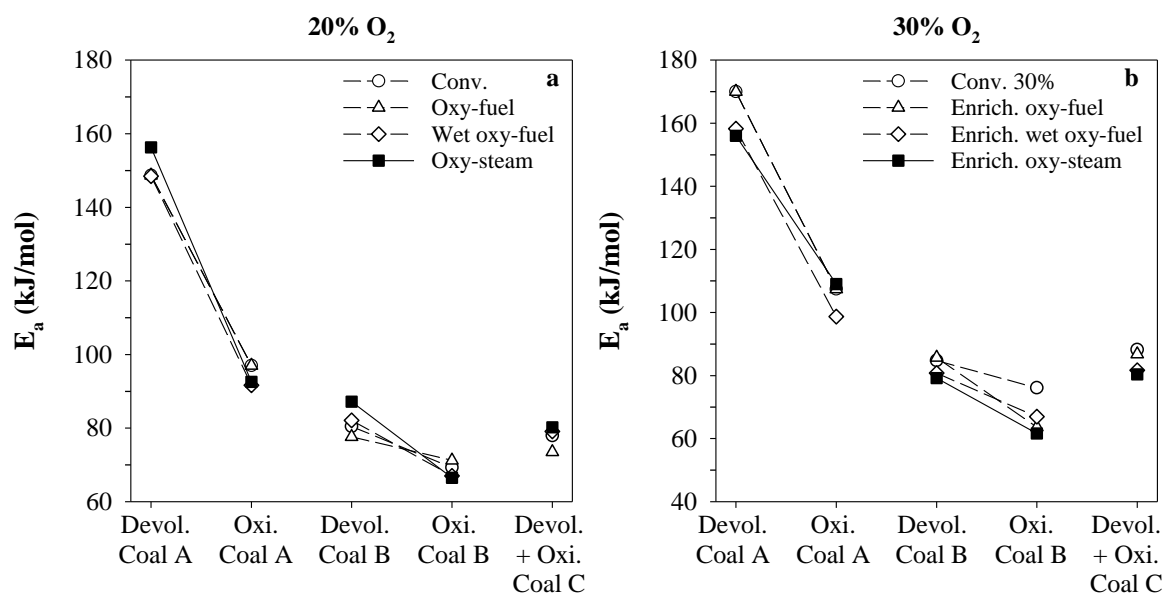 20% O₂
180
160
140
120
100
80
60
Eₐ (kJ/mol)
a
Conv.
Oxy-fuel
Wet oxy-fuel
Oxy-steam
Devol.
Coal A
Oxi.
Coal A
Devol.
Coal B
Oxi.
Coal B
Devol.
+ Oxi.
Coal C
30% O₂
180
160
140
120
100
80
60
40
Eₐ (kJ/mol)
b
Conv. 30%
Enrich. oxy-fuel
Enrich. wet oxy-fuel
Enrich. oxy-steam
Devol.
Coal A
Oxi.
Coal A
Devol.
Coal B
Oxi.
Coal B
Devol.
+ Oxi.
Coal C